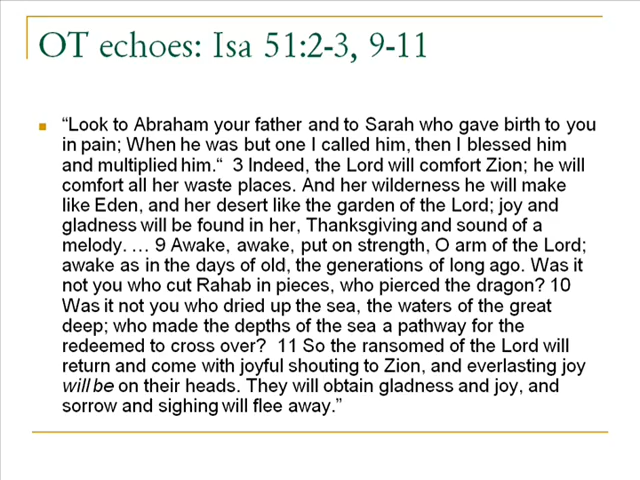 OT echoes: Isa 51:2-3, 9-11
“Look to Abraham your father and to Sarah who gave birth to you
in pain; When he was but one I called him, then I blessed him
and multiplied him.“ 3 Indeed, the Lord will comfort Zion; he will
comfort all her waste places. And her wilderness he will make
like Eden, and her desert like the garden of the Lord; joy and
gladness will be found in her, Thanksgiving and sound of a
melody. … 9 Awake, awake, put on strength, O arm of the Lord;
awake as in the days of old, the generations of long ago. Was it
not you who cut Rahab in pieces, who pierced the dragon? 10
Was it not you who dried up the sea, the waters of the great
deep; who made the depths of the sea a pathway for the
redeemed to cross over? 11 So the ransomed of the Lord will
return and come with joyful shouting to Zion, and everlasting joy
will be on their heads. They will obtain gladness and joy, and
sorrow and sighing will flee away.”